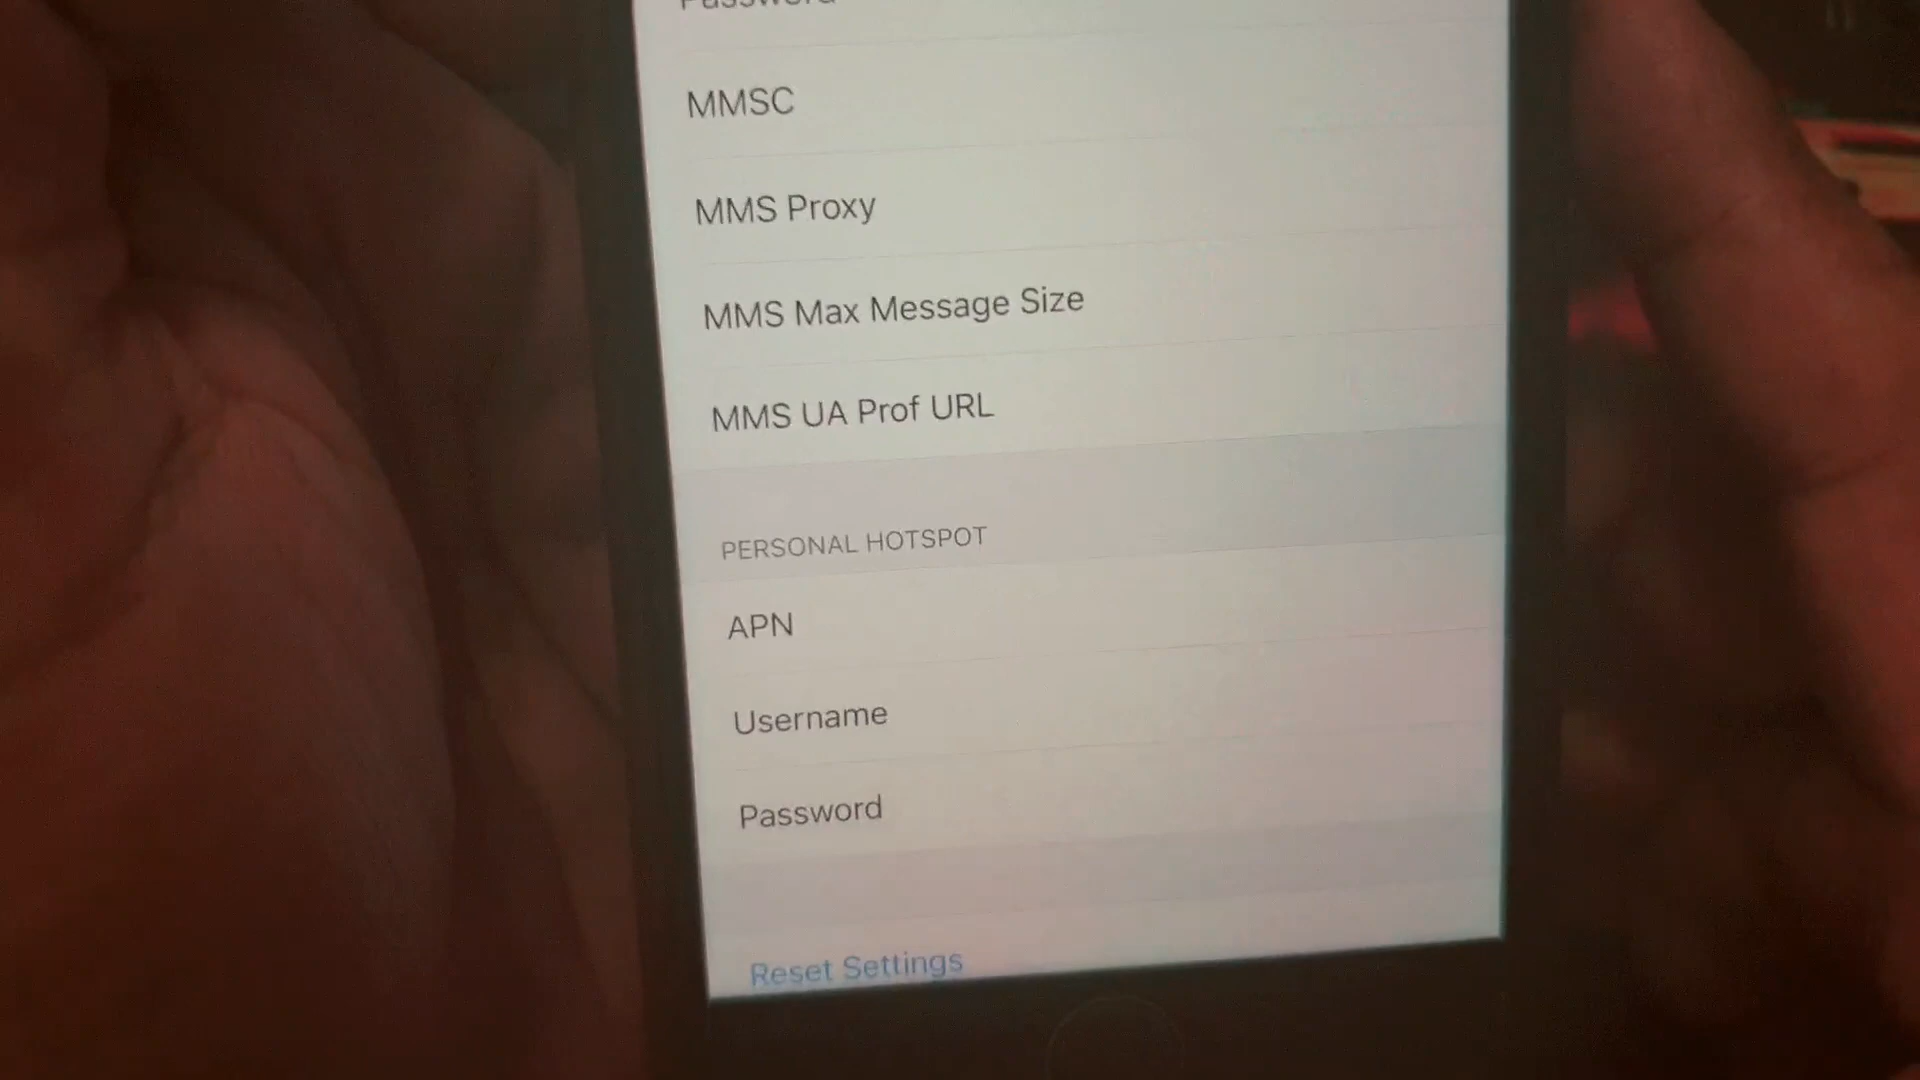 Password
MMSC
MMS Proxy
MMS Max Message Size
MMS UA Prof URL
PERSONAL HOTSPOT
APN
Username
Password
Reset Settings